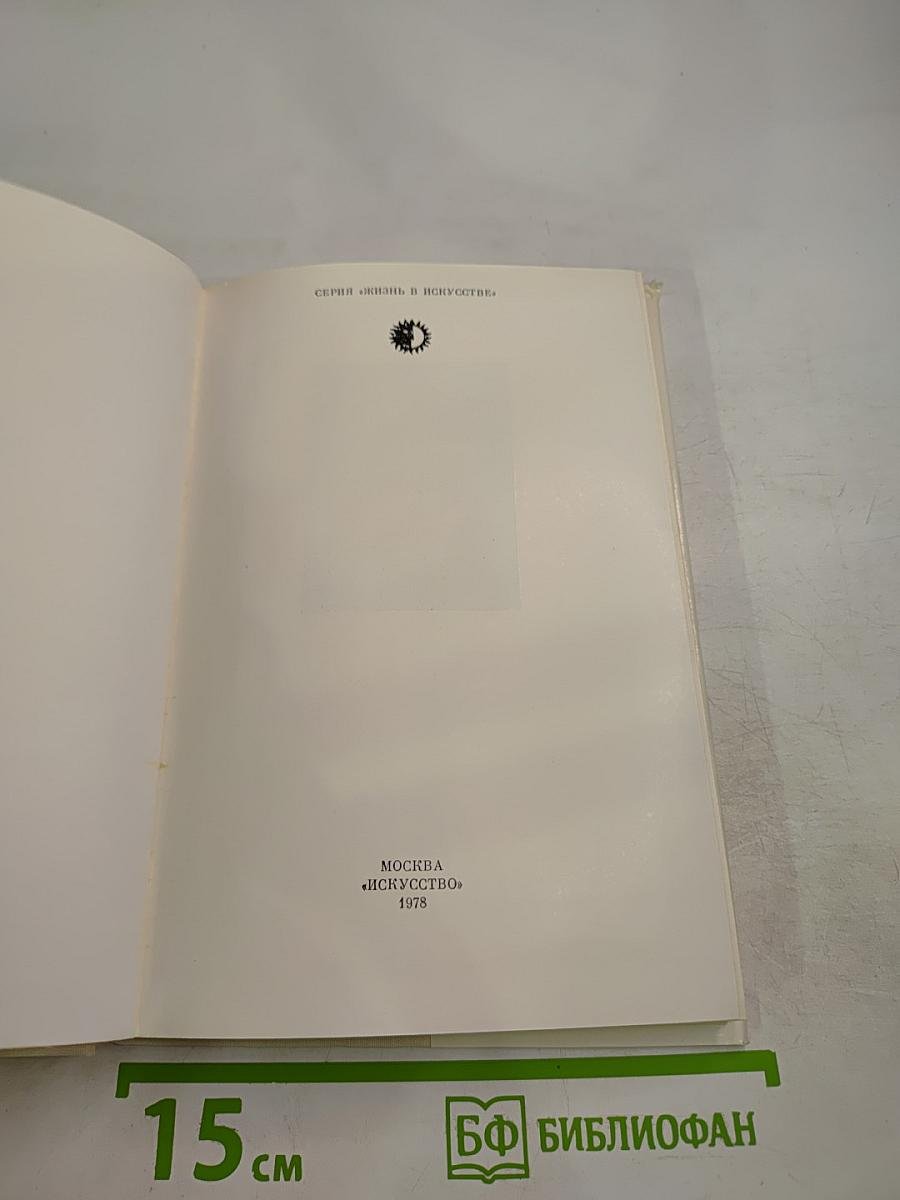 СЕРИЯ «ЖИЗНЬ В ИСКУССТВЕ»
МОСКВА
«ИСКУССТВО»
1978
15 см
БФ БИБЛИОФАН